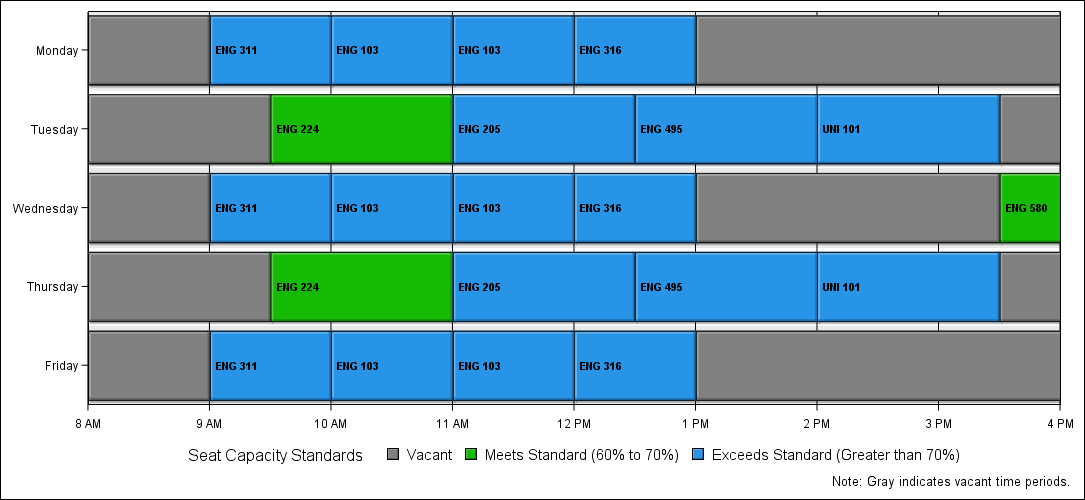 Monday ENG 311 ENG 103 ENG 103 ENG 316
Tuesday ENG 224 ENG 205 ENG 495 UNI 101
Wednesday ENG 311 ENG 103 ENG 103 ENG 316 ENG 580
Thursday ENG 224 ENG 205 ENG 495 UNI 101
Friday ENG 311 ENG 103 ENG 103 ENG 316
8 AM 9 AM 10 AM 11 AM 12 PM 1 PM 2 PM 3 PM 4 PM
Seat Capacity Standards Vacant Meets Standard (60% to 70%) Exceeds Standard (Greater than 70%)
Note: Gray indicates vacant time periods.